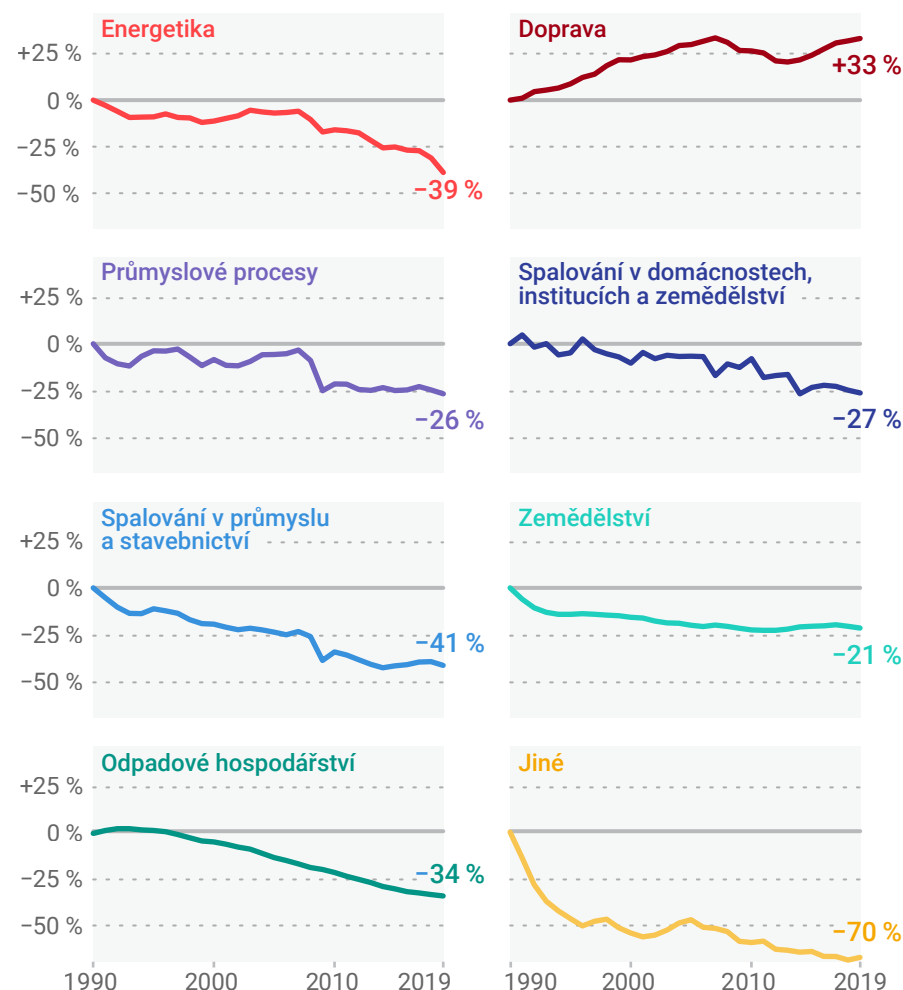 Energetika
+25 %
0 %
−25 %
−50 %
−39 %
Doprava
+33 %
Průmyslové procesy
+25 %
0 %
−25 %
−50 %
−26 %
Spalování v domácnostech,
institucích a zemědělství
−27 %
Spalování v průmyslu
a stavebnictví
+25 %
0 %
−25 %
−50 %
−41 %
Zemědělství
−21 %
Odpadové hospodářství
+25 %
0 %
−25 %
−50 %
−34 %
Jiné
−70 %
1990 2000 2010 2019
1990 2000 2010 2019